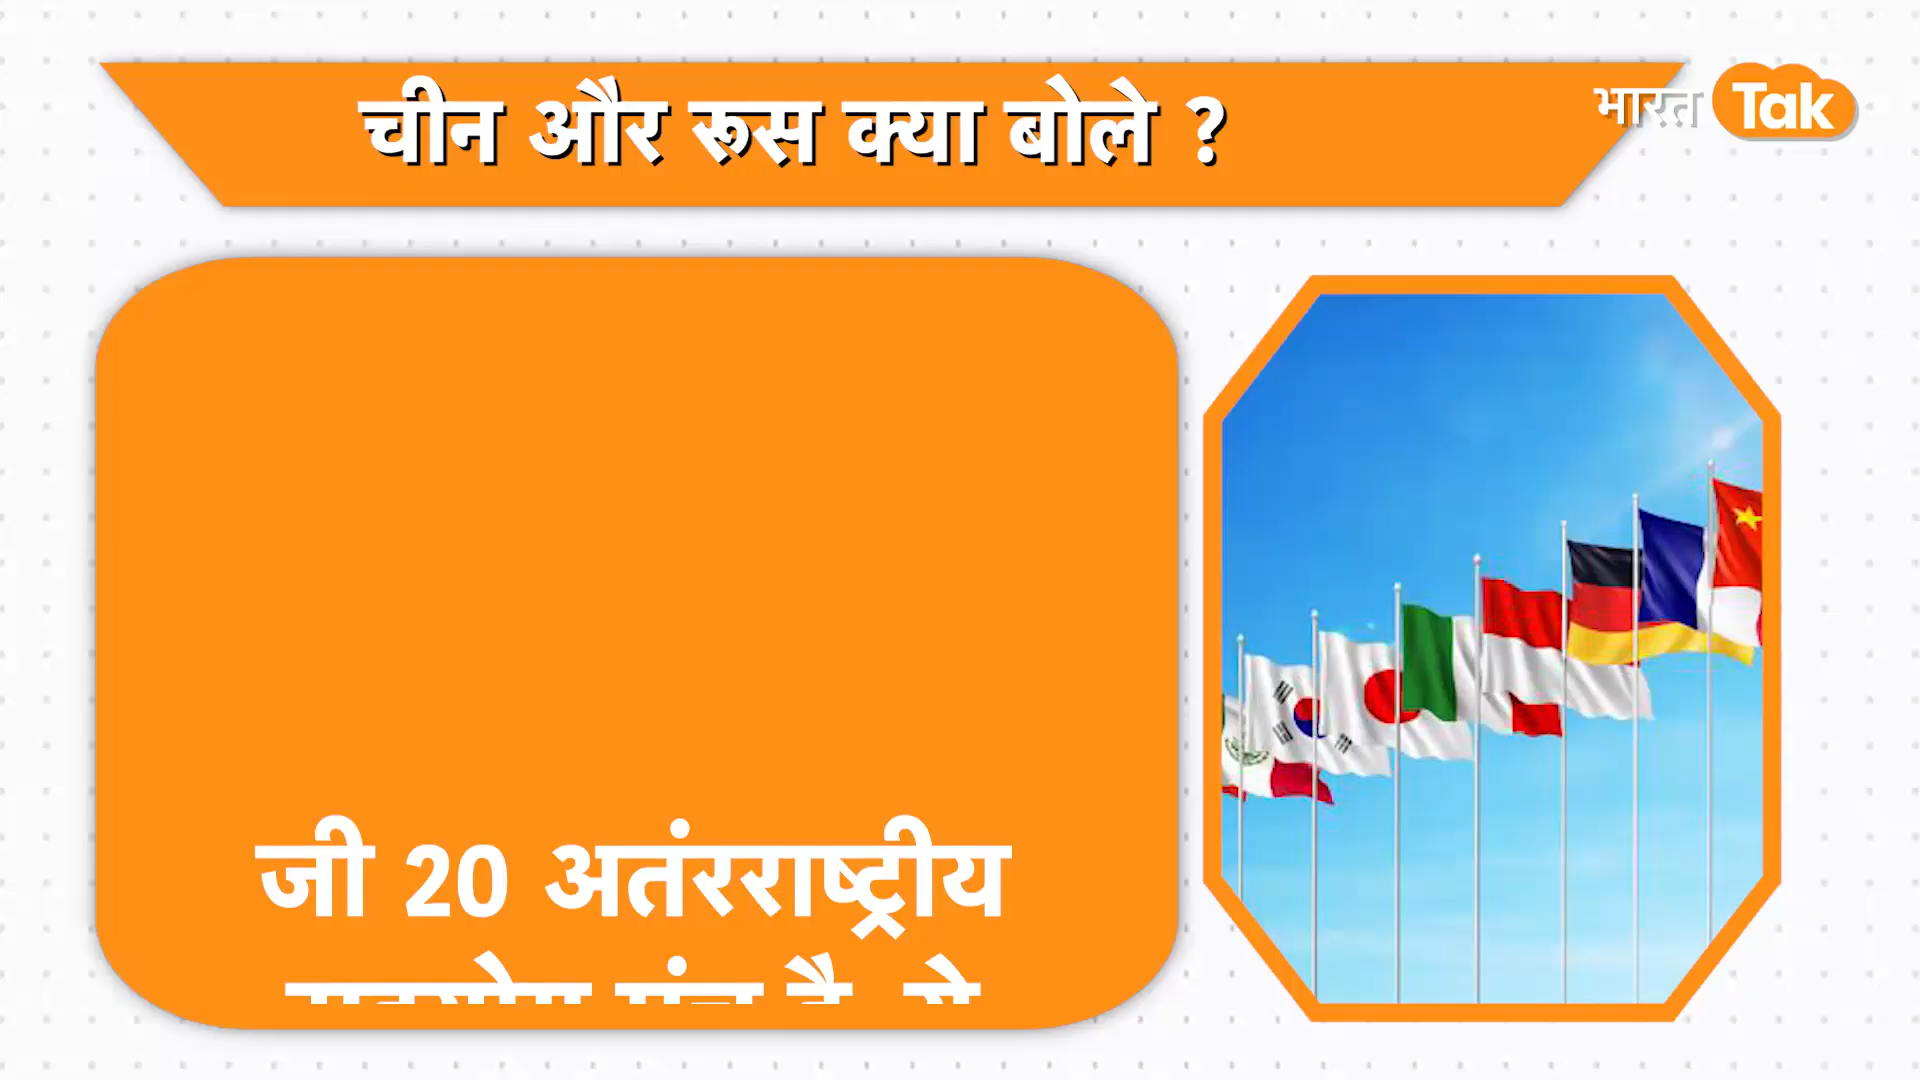 चीन और रूस क्या बोले ?
भारत Tak
जी 20 अतंरराष्ट्रीय